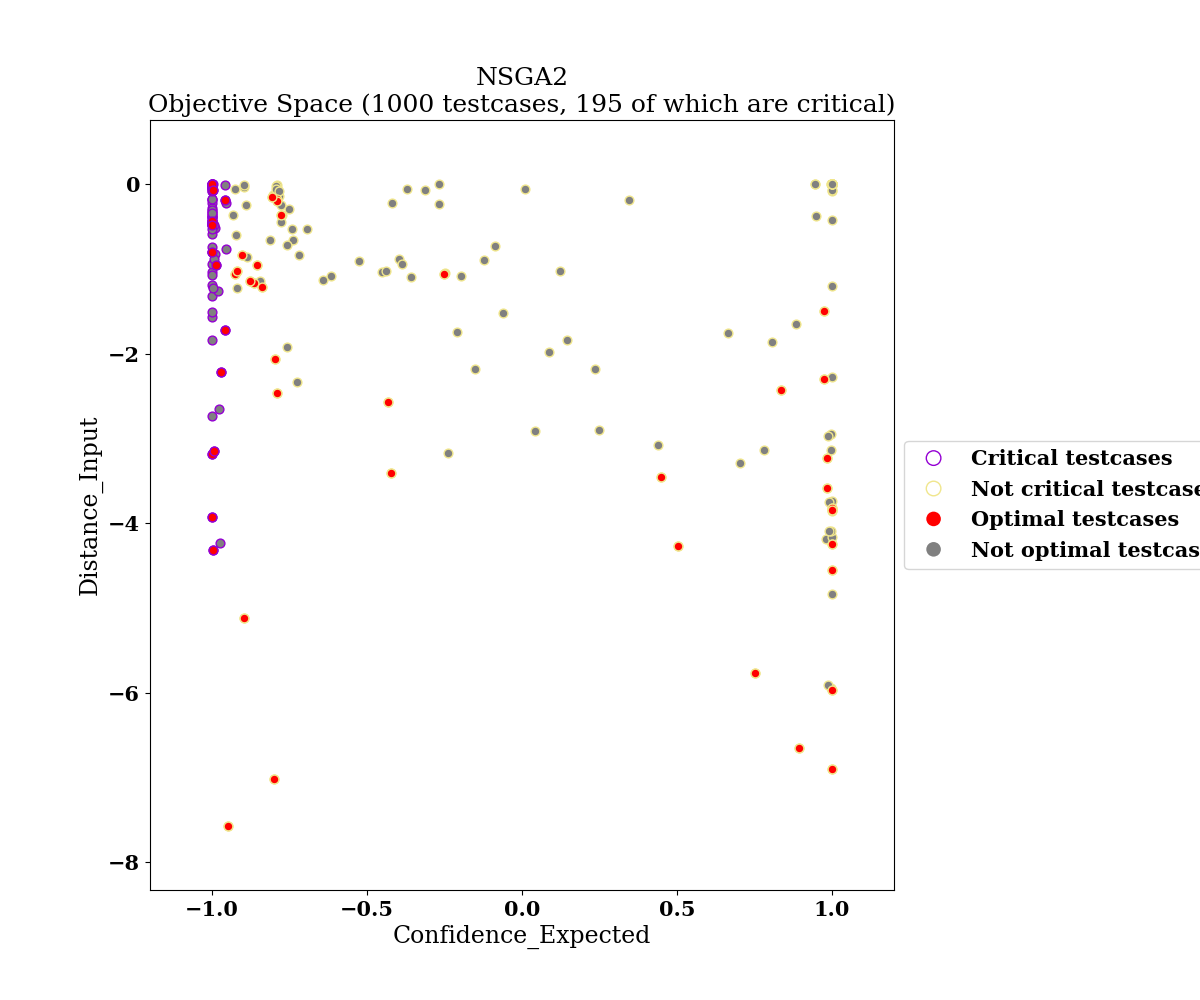 NSGA2
Objective Space (1000 testcases, 195 of which are critical)
0
−2
−4
−6
−8
Distance_Input
−1.0
−0.5
0.0
0.5
1.0
Confidence_Expected
Critical testcases
Not critical testcase
Optimal testcases
Not optimal testcas